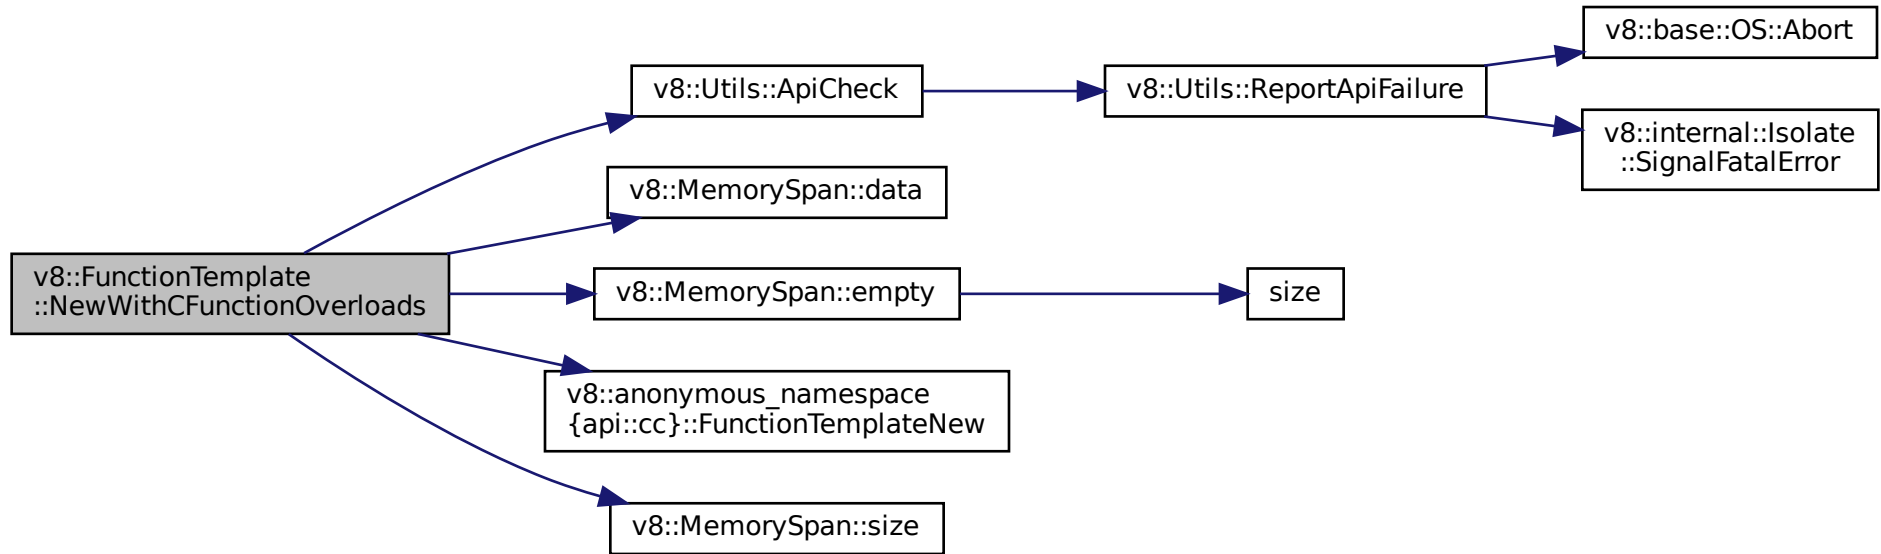 v8::base::OS::Abort
v8::Utils::ApiCheck
v8::Utils::ReportApiFailure
v8::internal::Isolate
::SignalFatalError
v8::MemorySpan::data
v8::FunctionTemplate
::NewWithCFunctionOverloads
v8::MemorySpan::empty
size
v8::anonymous_namespace
{api::cc}::FunctionTemplateNew
v8::MemorySpan::size